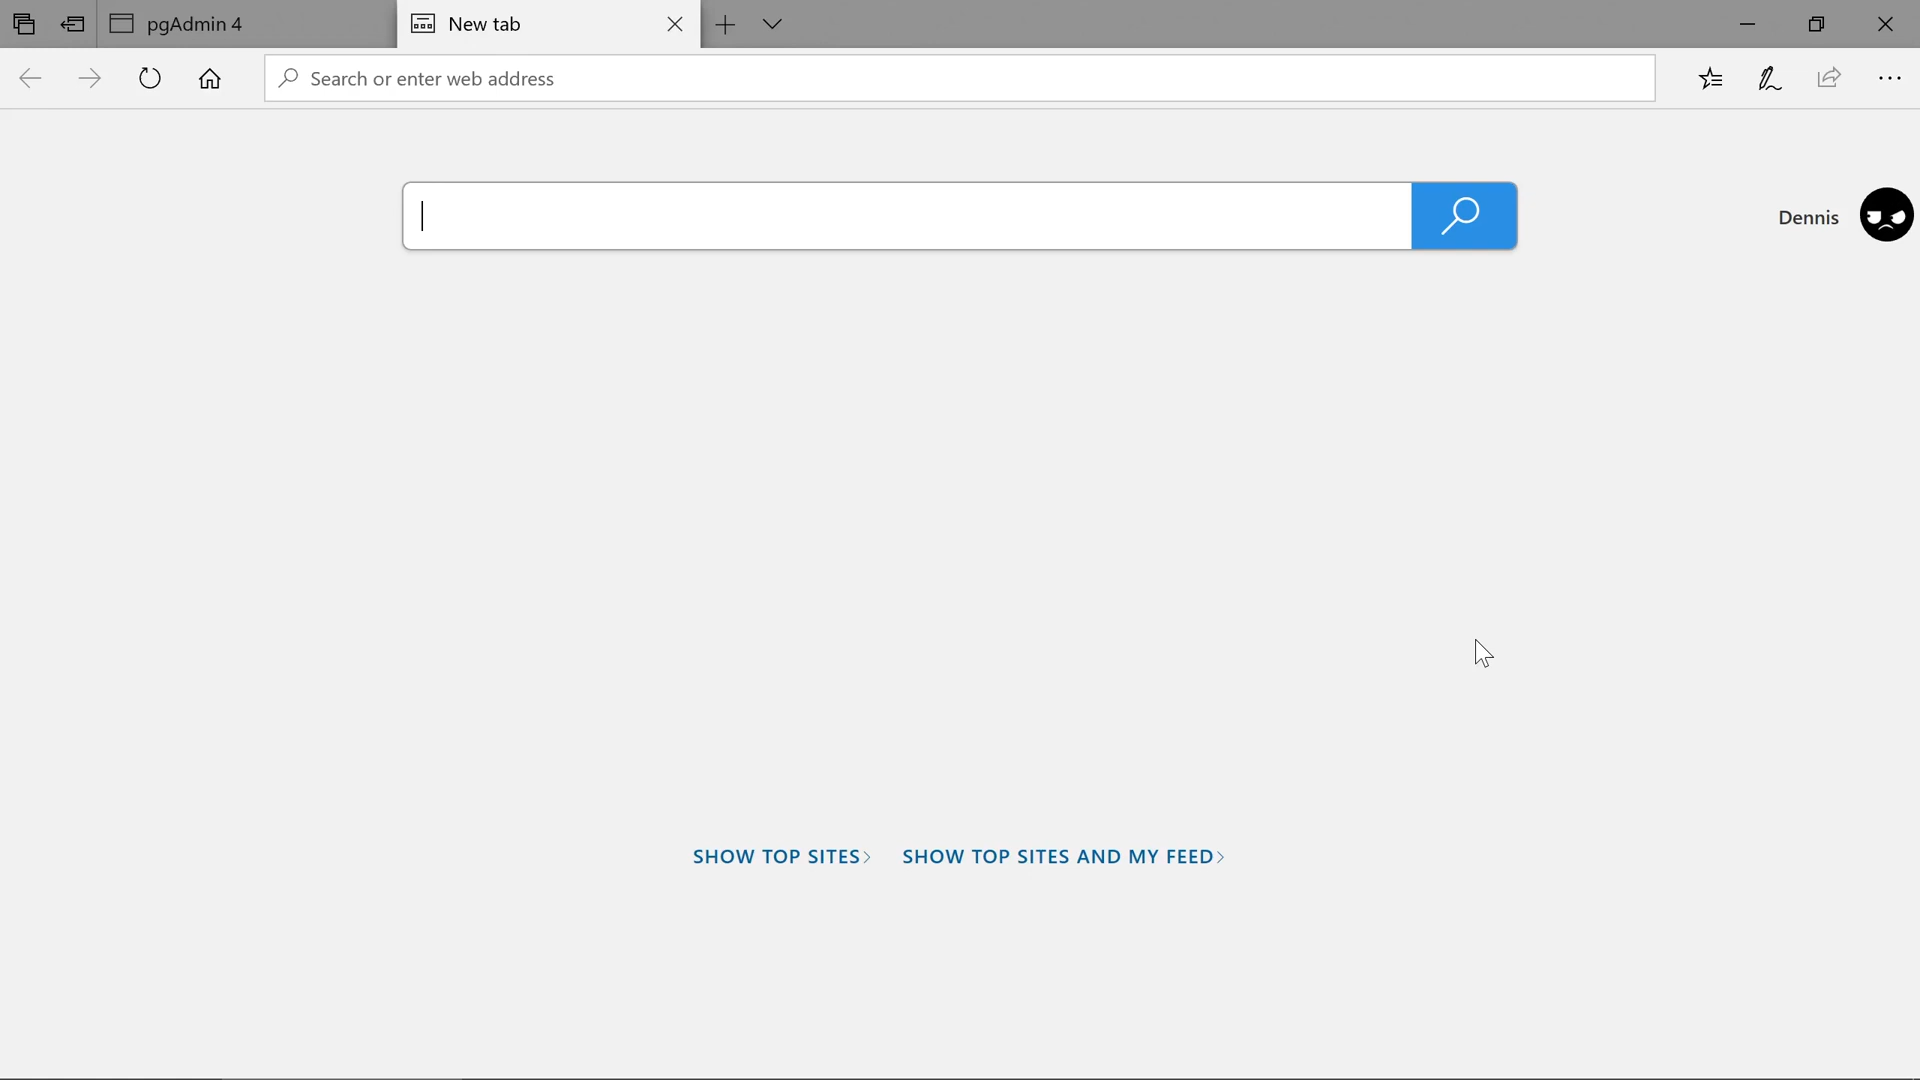 pgAdmin 4
New tab
Search or enter web address
Dennis
SHOW TOP SITES
SHOW TOP SITES AND MY FEED